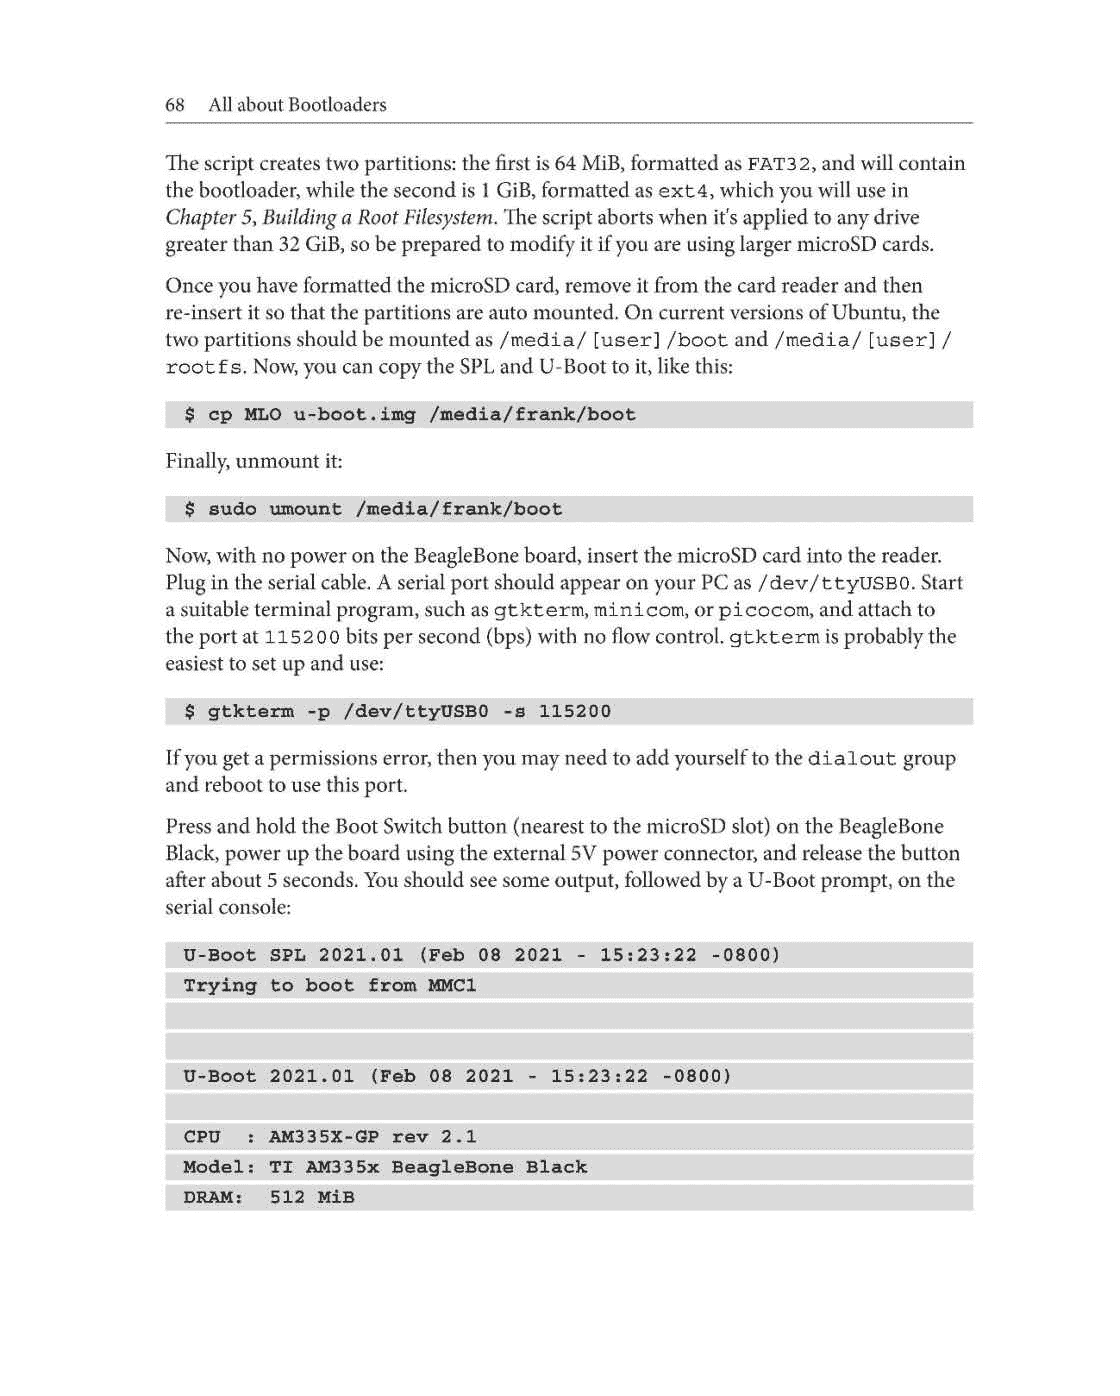 68 All about Bootloaders
The script creates two partitions: the first is 64 MiB, formatted as FAT32, and will contain
the bootloader, while the second is 1 GiB, formatted as ext4, which you will use in
Chapter 5, Building a Root Filesystem. The script aborts when it's applied to any drive
greater than 32 GiB, so be prepared to modify it if you are using larger microSD cards.
Once you have formatted the microSD card, remove it from the card reader and then
re-insert it so that the partitions are auto mounted. On current versions of Ubuntu, the
two partitions should be mounted as /media/[user]/boot and /media/[user]/
rootfs. Now, you can copy the SPL and U-Boot to it, like this:
$ cp MLO u-boot.img /media/frank/boot
Finally, unmount it:
$ sudo umount /media/frank/boot
Now, with no power on the BeagleBone board, insert the microSD card into the reader.
Plug in the serial cable. A serial port should appear on your PC as /dev/ttyUSB0. Start
a suitable terminal program, such as gtkterm, minicom, or picocom, and attach to
the port at 115200 bits per second (bps) with no flow control. gtkterm is probably the
easiest to set up and use:
$ gtkterm -p /dev/ttyUSB0 -s 115200
If you get a permissions error, then you may need to add yourself to the dialout group
and reboot to use this port.
Press and hold the Boot Switch button (nearest to the microSD slot) on the BeagleBone
Black, power up the board using the external 5V power connector, and release the button
after about 5 seconds. You should see some output, followed by a U-Boot prompt, on the
serial console:
U-Boot SPL 2021.01 (Feb 08 2021 - 15:23:22 -0800)
Trying to boot from MMC1
U-Boot 2021.01 (Feb 08 2021 - 15:23:22 -0800)
CPU  : AM335X-GP rev 2.1
Model: TI AM335x BeagleBone Black
DRAM:  512 MiB